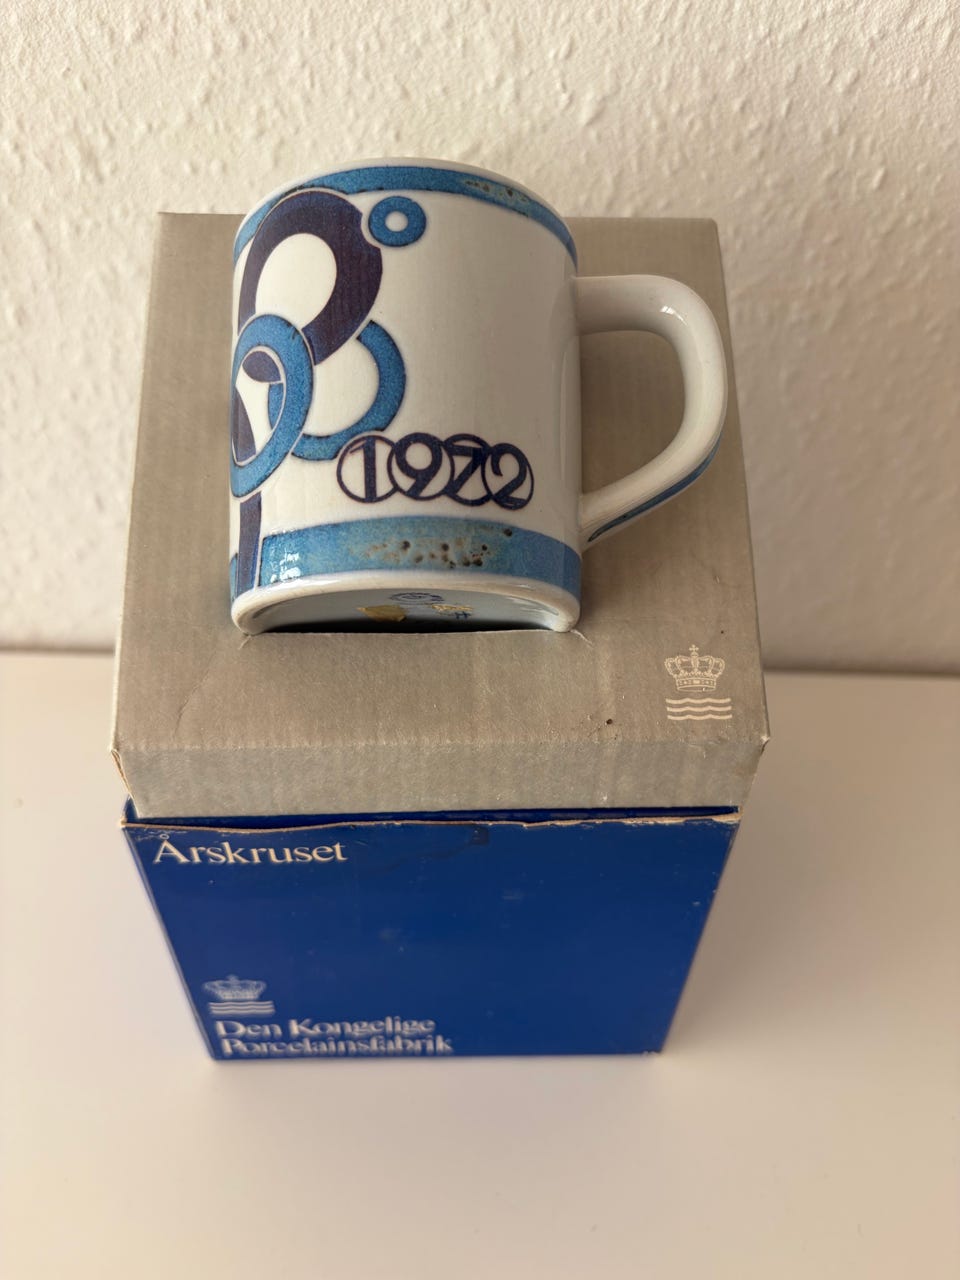 1972
Årskruset
Den Kongelige
Porcelainsfabrik